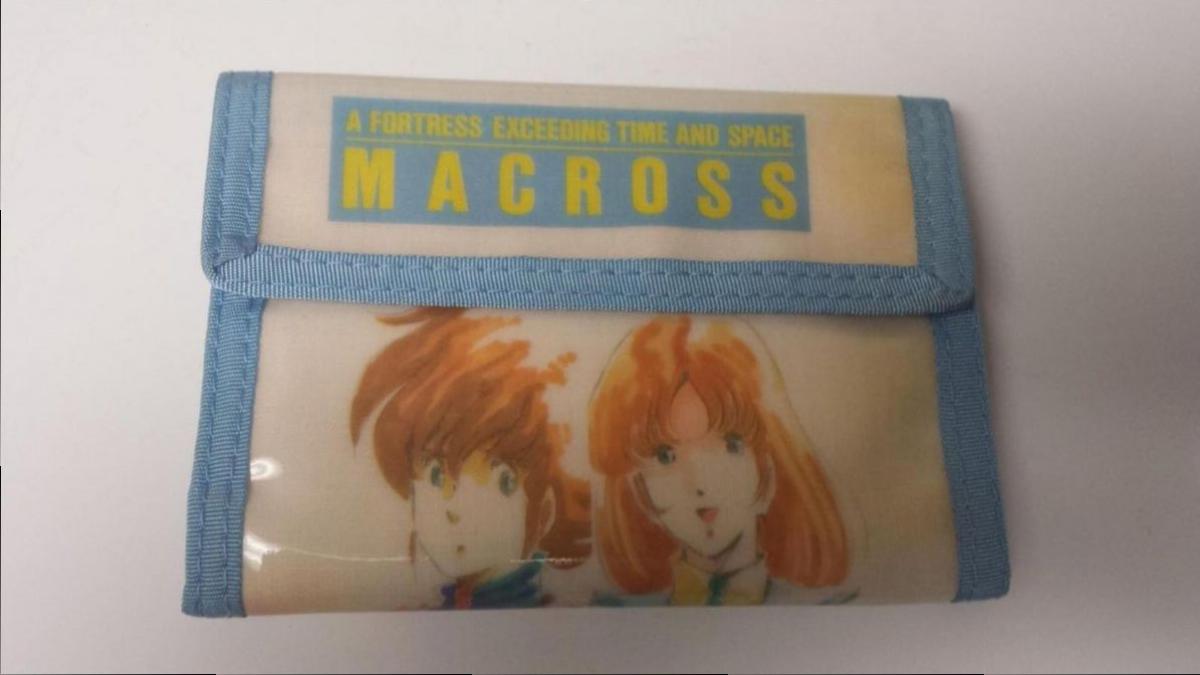 A FORTRESS EXCEEDING TIME AND SPACE
MACROSS